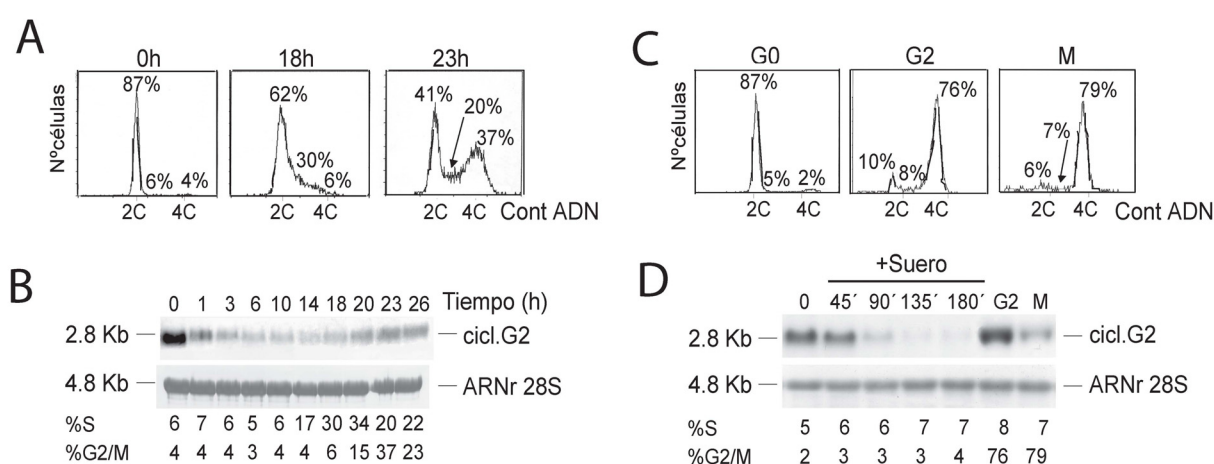 A
0h 18h 23h
Nºcélulas
87% 6% 4%
62% 30% 6%
41% 20% 37%
2C 4C 2C 4C 2C 4C Cont ADN
B
0 1 3 6 10 14 18 20 23 26 Tiempo (h)
2.8 Kb cicl.G2
4.8 Kb ARNr 28S
%S 6 7 6 5 6 17 30 34 20 22
%G2/M 4 4 4 3 4 4 6 15 37 23
C
G0 G2 M
Nºcélulas
87% 5% 2%
10% 8% 76%
6% 7% 79%
2C 4C 2C 4C 2C 4C Cont ADN
D
+Suero
0 45´ 90´ 135´ 180´ G2 M
2.8 Kb cicl.G2
4.8 Kb ARNr 28S
%S 5 6 6 7 7 8 7
%G2/M 2 3 3 3 4 76 79